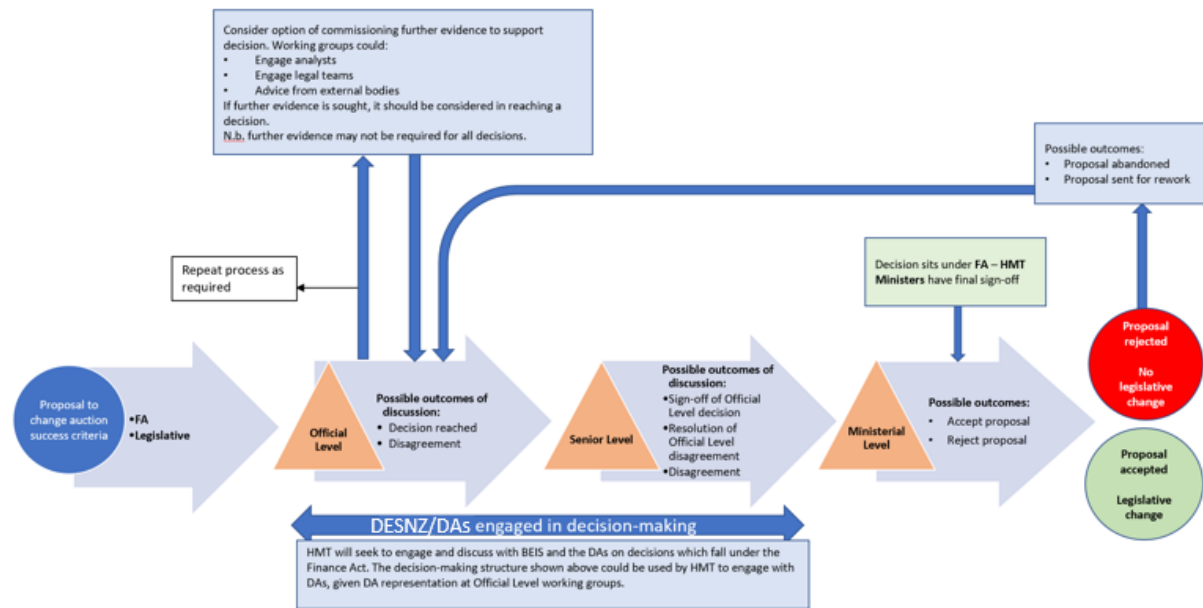 Consider option of commissioning further evidence to support
decision. Working groups could:
• Engage analysts
• Engage legal teams
• Advice from external bodies
If further evidence is sought, it should be considered in reaching a
decision.
N.b. further evidence may not be required for all decisions.
Possible outcomes:
• Proposal abandoned
• Proposal sent for rework
Repeat process as
required
Decision sits under FA – HMT
Ministers have final sign-off
Proposal to
change auction
success criteria
•FA
•Legislative
Official
Level
Possible outcomes of
discussion:
• Decision reached
• Disagreement
Senior Level
Possible outcomes of
discussion:
•Sign-off of Official
Level decision
•Resolution of
Official Level
disagreement
•Disagreement
Ministerial
Level
Possible outcomes:
• Accept proposal
• Reject proposal
Proposal
rejected
No
legislative
change
Proposal
accepted
Legislative
change
DESNZ/DAs engaged in decision-making
HMT will seek to engage and discuss with BEIS and the DAs on decisions which fall under the
Finance Act. The decision-making structure shown above could be used by HMT to engage with
DAs, given DA representation at Official Level working groups.